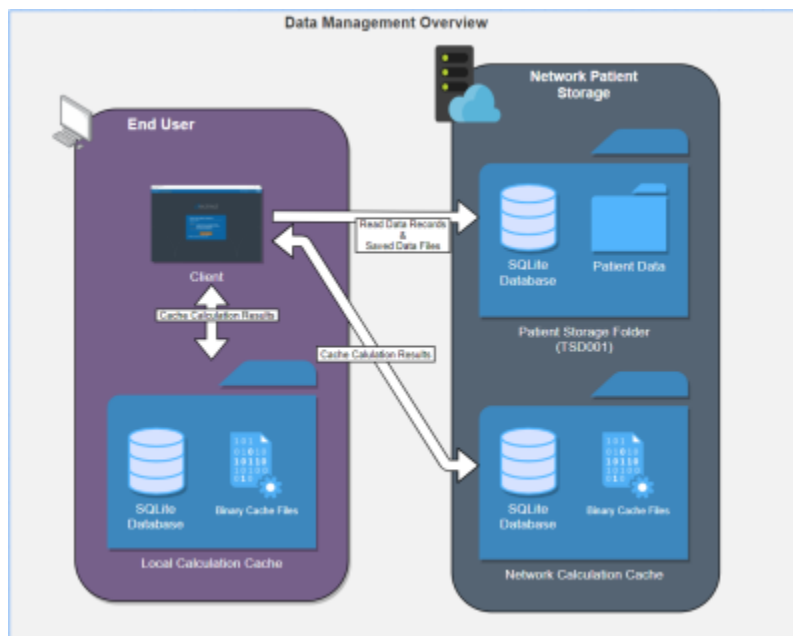 Data Management Overview
Network Patient
Storage
End User
Client
Read Data Records
&
Saved Data Files
SQLite
Database
Patient Data
Patient Storage Folder
(TSD001)
Cache Calculation Results
Cache Calulation Results
SQLite
Database
Binary Cache Files
Local Calculation Cache
SQLite
Database
Binary Cache Files
Network Calculation Cache